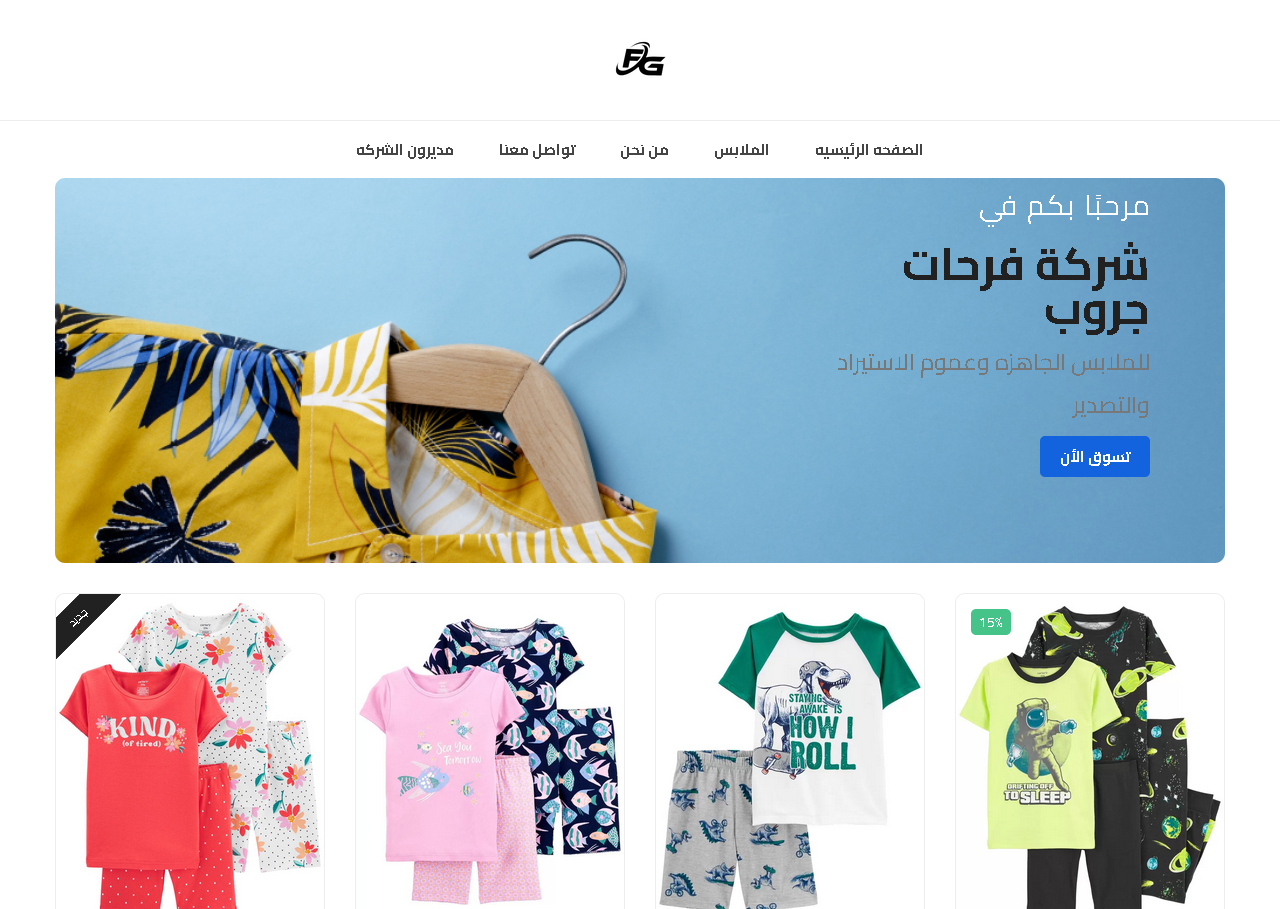 FG
الصفحه الرئيسيه
الملابس
من نحن
تواصل معنا
مديرون الشركه
مرحبًا بكم في
شركة فرحات
جروب
للملابس الجاهزه وعموم الاستيراد
والتصدير
تسوق الأن
15%
DRIFTING OFF
TO SLEEP
STAYING
AWAKE IS
HOW I
ROLL
Sea You
Tomorrow
جديد
KIND
(of tired)